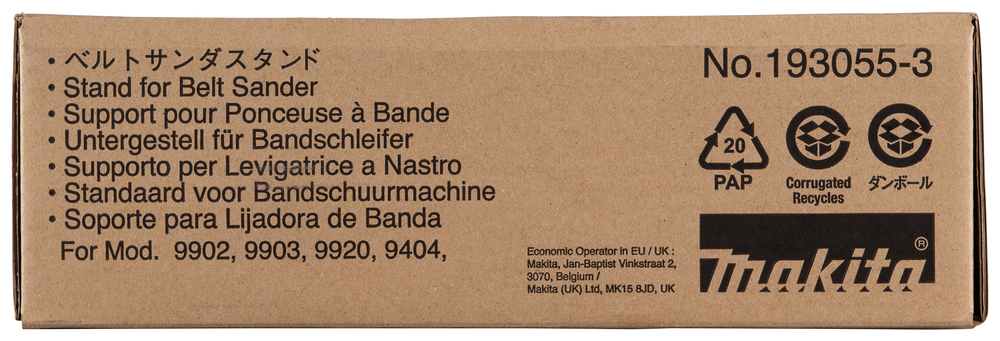 • ベルトサンダスタンド
• Stand for Belt Sander
• Support pour Ponceuse à Bande
• Untergestell für Bandschleifer
• Supporto per Levigatrice a Nastro
• Standaard voor Bandschuurmachine
• Soporte para Lijadora de Banda
For Mod. 9902, 9903, 9920, 9404,
Economic Operator in EU / UK :
Makita, Jan-Baptist Vinkstraat 2,
3070, Belgium /
Makita (UK) Ltd, MK15 8JD, UK
No.193055-3
20
PAP
Corrugated
Recycles
ダンボール
makita®